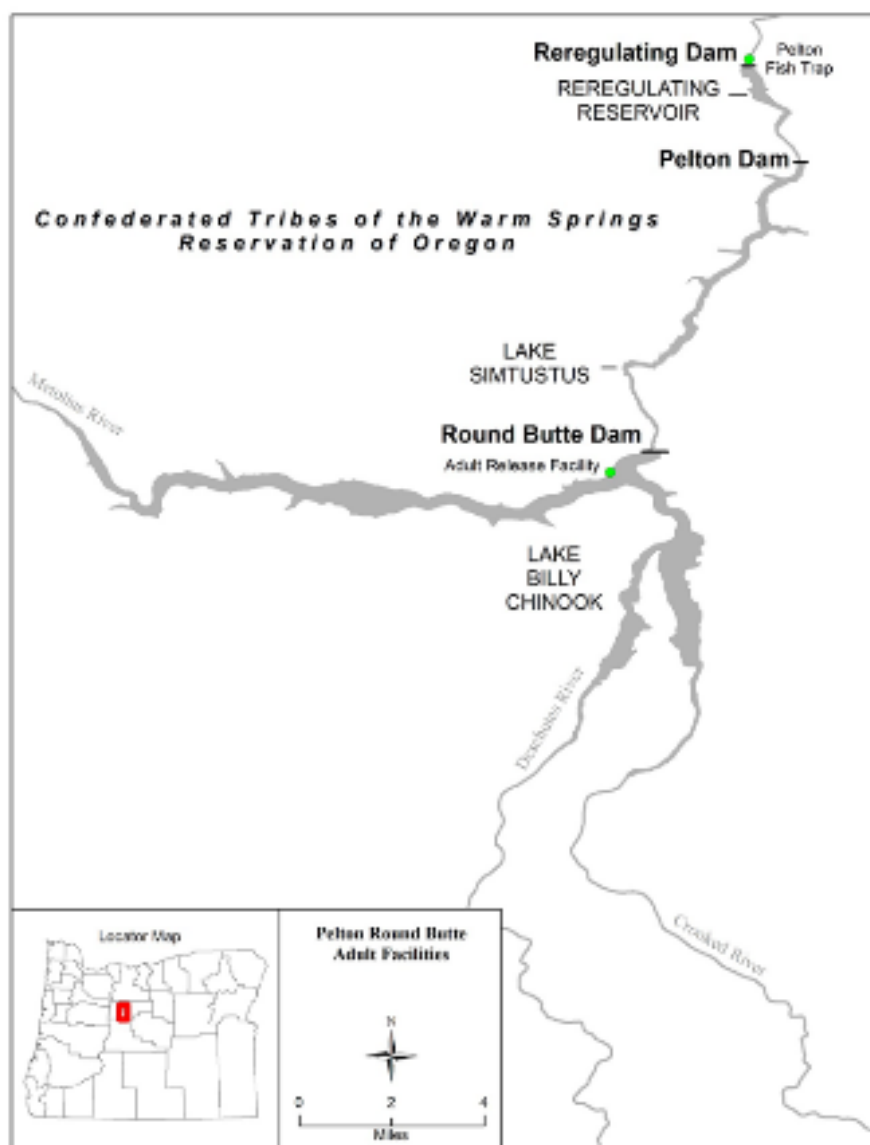 Reregulating Dam
Pelton
Fish Trap
REREGULATING
RESERVOIR
Pelton Dam
Confederated Tribes of the Warm Springs
Reservation of Oregon
LAKE
SIMTUSTUS
Metolius River
Round Butte Dam
Adult Release Facility
LAKE
BILLY
CHINOOK
Deschutes River
Crooked River
Locator Map
Pelton Round Butte
Adult Facilities
N
0 2 4
Miles